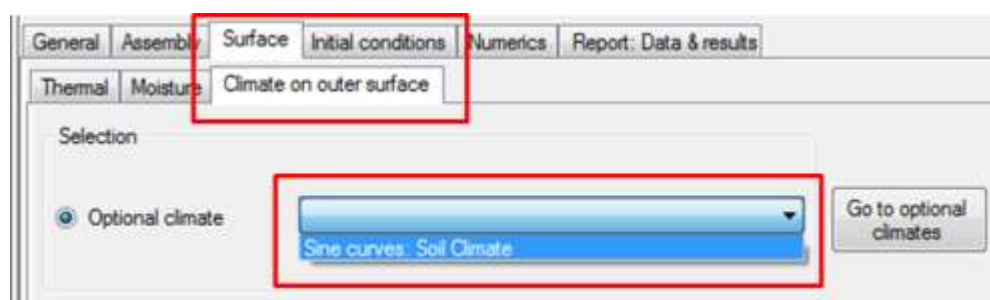 General Assembly Surface Initial conditions Numerics Report: Data & results
Thermal Moisture Climate on outer surface
Selection
Optional climate
Go to optional
climates
Sine curves: Soil Climate